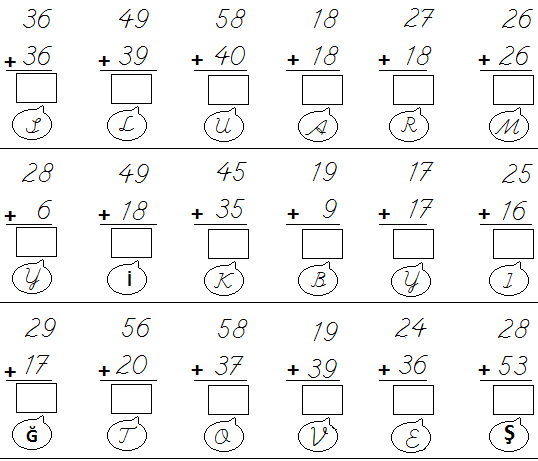 36 49 58 18 27 26
+ 36 + 39 + 40 + 18 + 18 + 26
S L U A R M
28 49 45 19 17 25
+ 6 + 18 + 35 + 9 + 17 + 16
Y İ K B Y I
29 56 58 19 24 28
+ 17 + 20 + 37 + 39 + 36 + 53
Ğ T O V E Ş